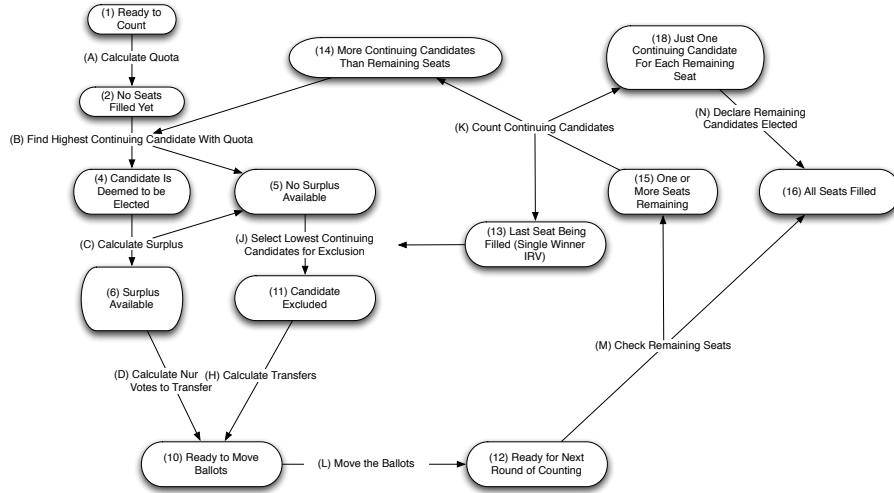 (1) Ready to
Count
(A) Calculate Quota
(2) No Seats
Filled Yet
(B) Find Highest Continuing Candidate With Quota
(4) Candidate Is
Deemed to be
Elected
(5) No Surplus
Available
(C) Calculate Surplus
(J) Select Lowest Continuing
Candidates for Exclusion
(6) Surplus
Available
(11) Candidate
Excluded
(D) Calculate Nur
Votes to Transfer
(H) Calculate Transfers
(10) Ready to Move
Ballots
(L) Move the Ballots
(12) Ready for Next
Round of Counting
(14) More Continuing Candidates
Than Remaining Seats
(18) Just One
Continuing Candidate
For Each Remaining
Seat
(K) Count Continuing Candidates
(N) Declare Remaining
Candidates Elected
(15) One or
More Seats
Remaining
(16) All Seats Filled
(13) Last Seat Being
Filled (Single Winner
IRV)
(M) Check Remaining Seats